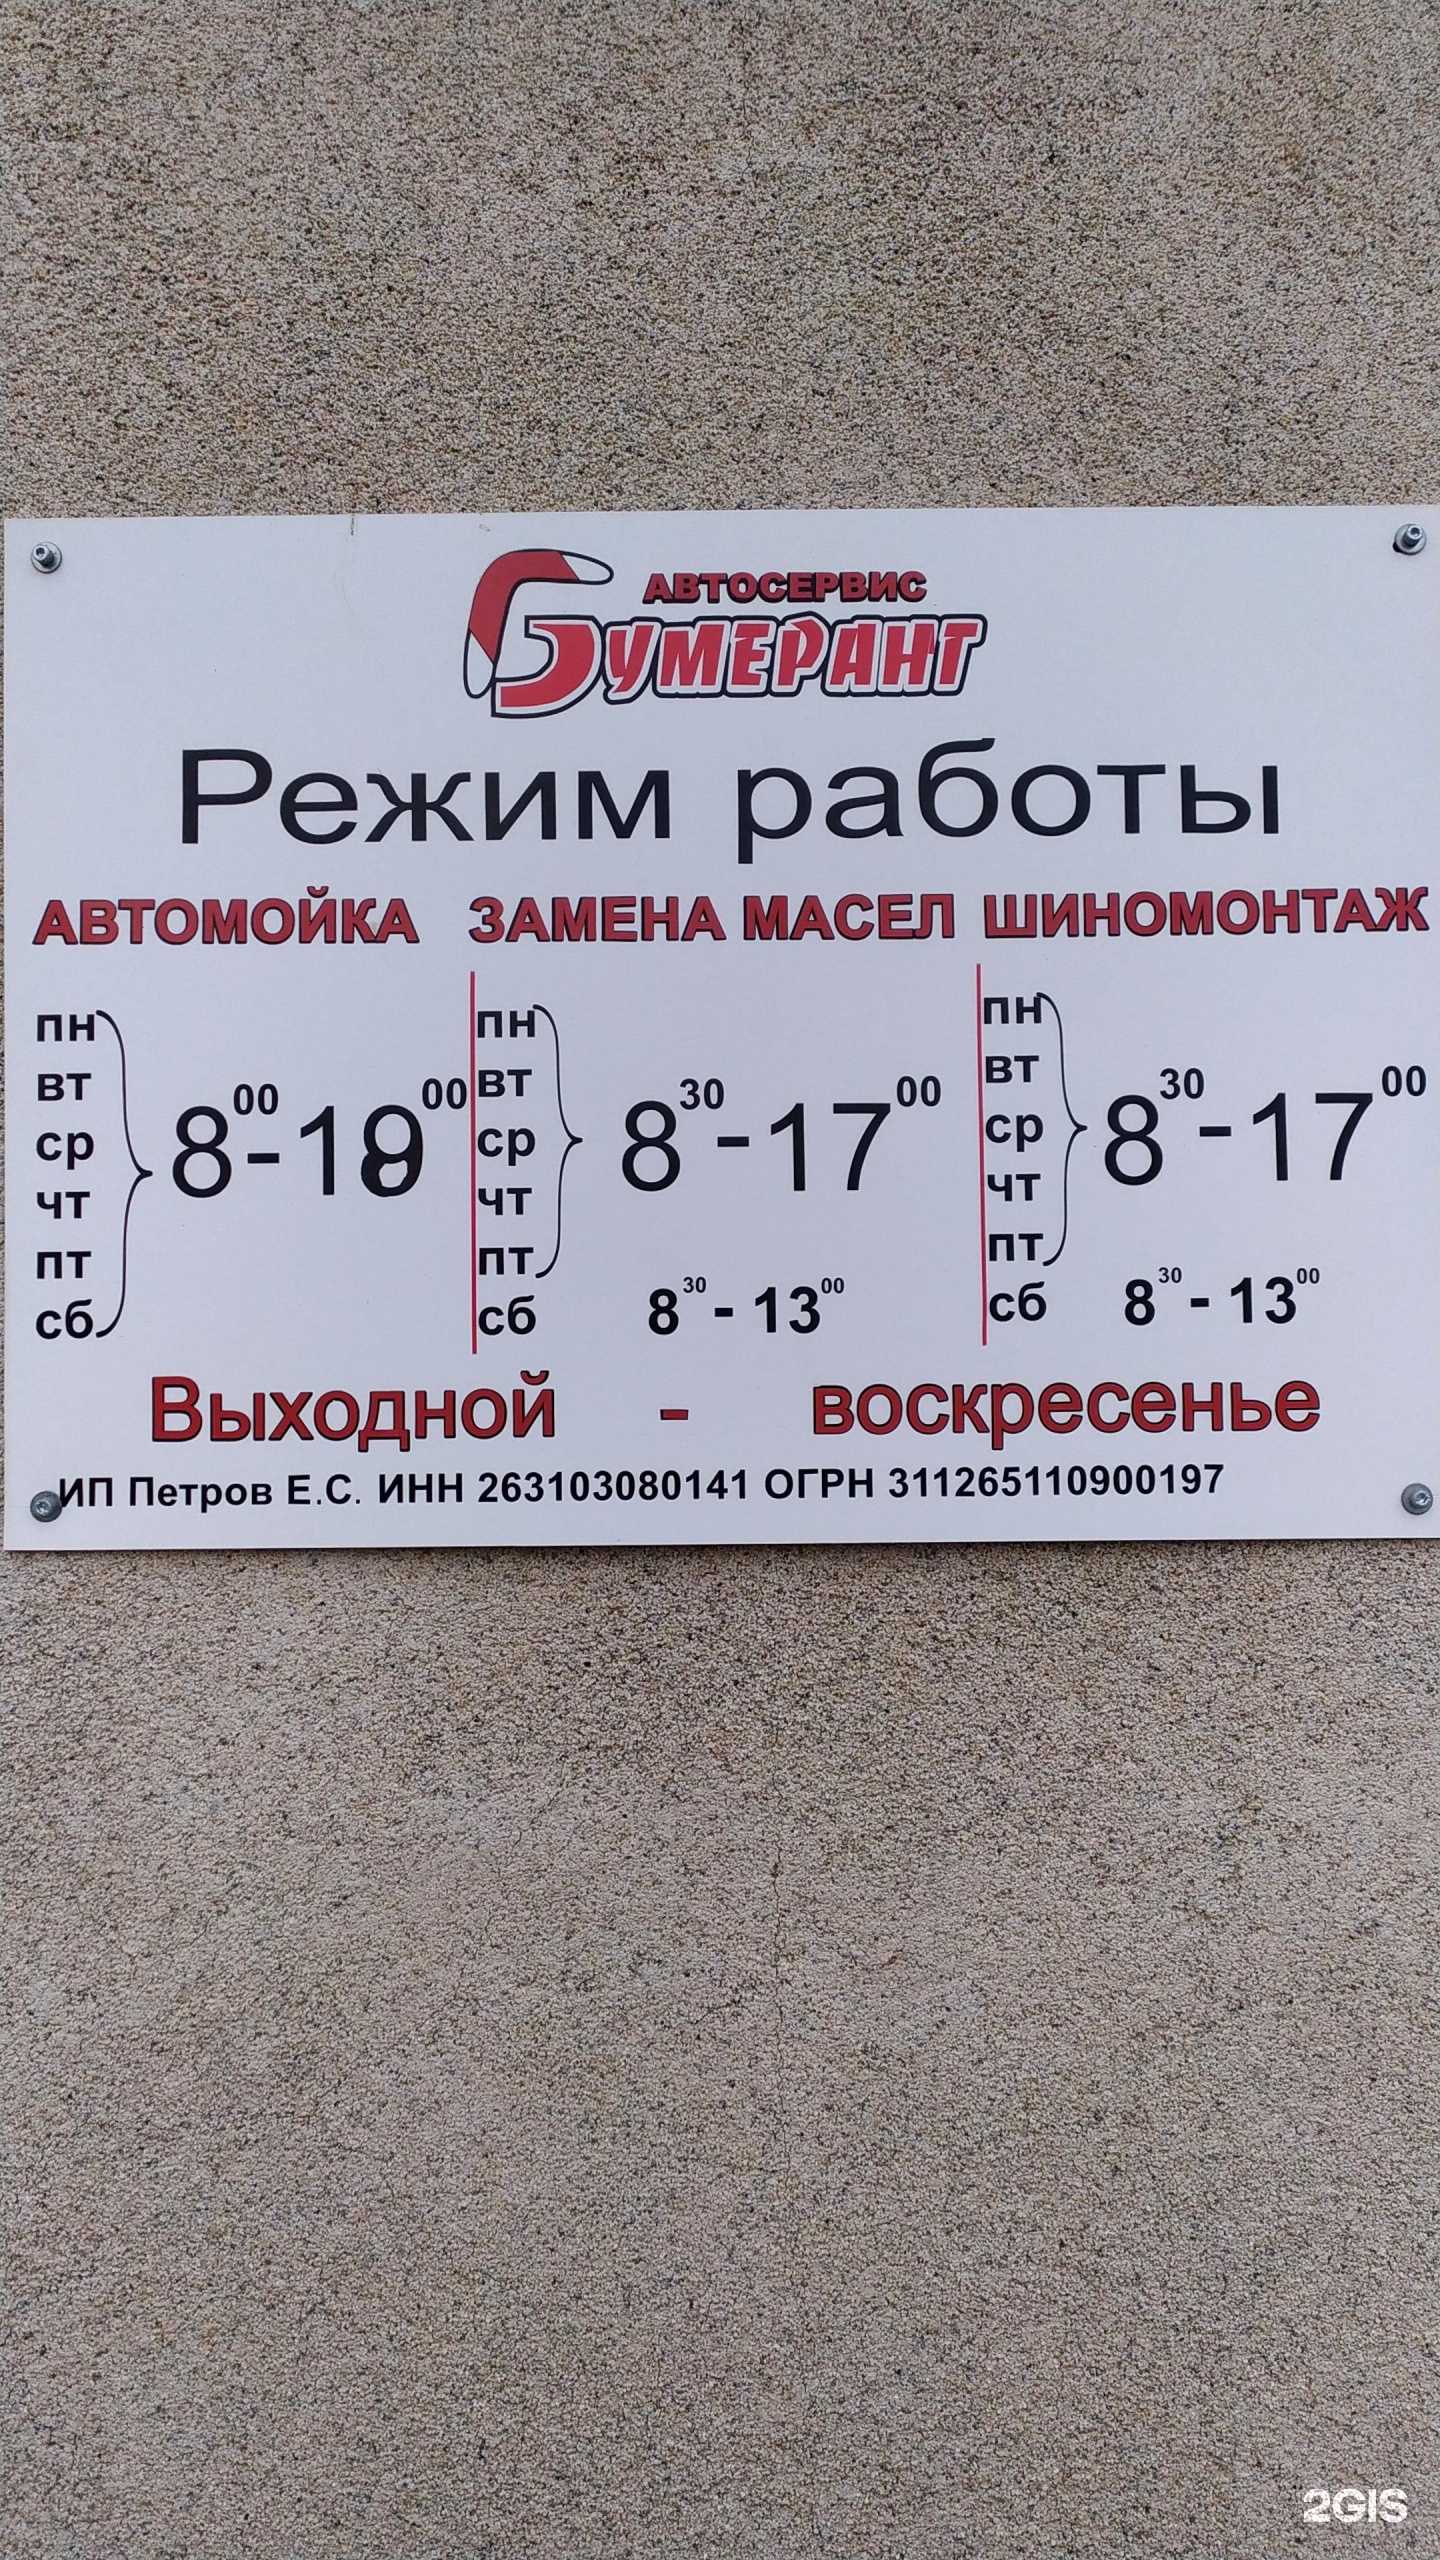 АВТОСЕРВИС
БУМЕРАНГ
Режим работы
АВТОМОЙКА ЗАМЕНА МАСЕЛ ШИНОМОНТАЖ
пн
вт
ср
чт
пт
сб
8⁰⁰-18⁰⁰
пн
вт
ср
чт
пт
8³⁰-17⁰⁰
сб 8³⁰ - 13⁰⁰
пн
вт
ср
чт
пт
8³⁰-17⁰⁰
сб 8³⁰ - 13⁰⁰
Выходной - воскресенье
ИП Петров Е.С. ИНН 263103080141 ОГРН 311265110900197
2GIS